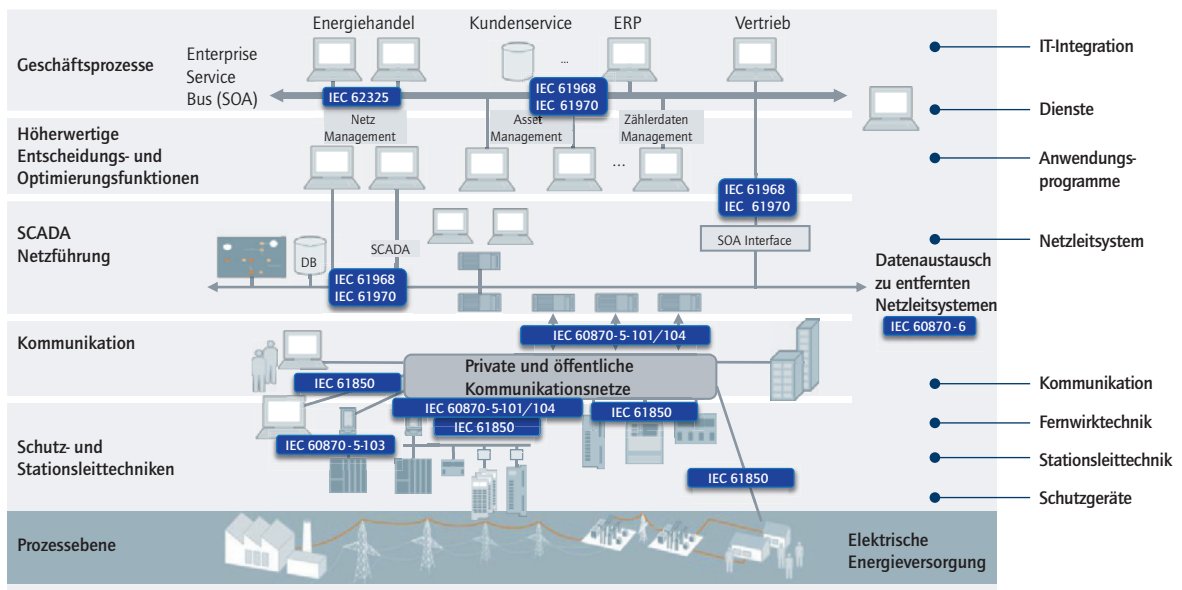 Energiehandel
Kundenservice
ERP
Vertrieb
Geschäftsprozesse
Enterprise
Service
Bus (SOA)
...
IEC 62325
IEC 61968
IEC 61970
IT-Integration
Dienste
Höherwertige
Entscheidungs- und
Optimierungsfunktionen
Netz
Management
Asset
Management
Zählerdaten
Management
...
Anwendungs-
programme
IEC 61968
IEC 61970
SCADA
Netzführung
DB
SCADA
SOA Interface
IEC 61968
IEC 61970
Netzleitsystem
Datenaustausch
zu entfernten
Netzleitsystemen
IEC 60870-6
Kommunikation
IEC 60870-5-101/104
Private und öffentliche
Kommunikationsnetze
IEC 61850
IEC 60870-5-101/104
IEC 61850
IEC 61850
Kommunikation
Fernwirktechnik
Schutz- und
Stationsleittechniken
IEC 60870-5-103
IEC 61850
Stationsleittechnik
Schutzgeräte
Prozessebene
Elektrische
Energieversorgung